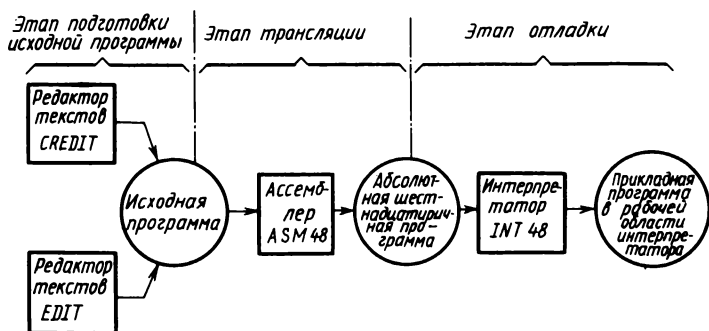 Этап подготовки
исходной программы
Этап трансляции
Этап отладки
Редактор
текстов
CREDIT
Исходная
программа
Редактор
текстов
EDIT
Ассемб-
лер
ASM 48
Абсолют-
ная шест-
надцатирич-
ная про-
грамма
Интерпре-
татор
INT 48
Прикладная
программа
в рабочей
области
интерпре-
татора